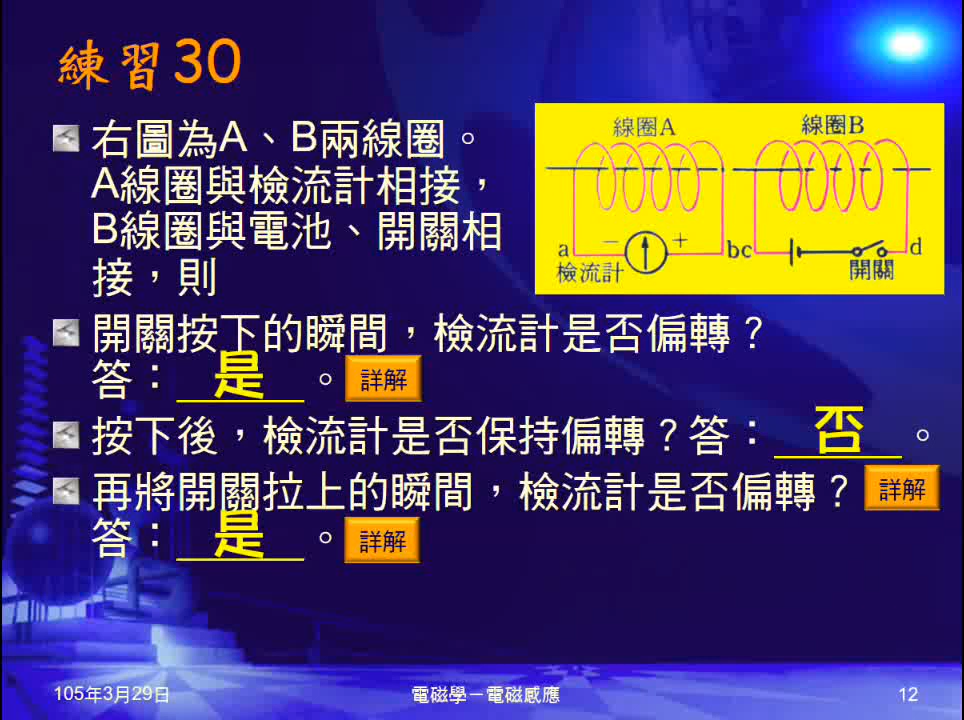 練習30
右圖為A、B兩線圈。
A線圈與檢流計相接，
B線圈與電池、開關相
接，則
線圈A
線圈B
a
－
＋
bc
d
檢流計
開關
開關按下的瞬間，檢流計是否偏轉？
答：是。
詳解
按下後，檢流計是否保持偏轉？答：否。
再將開關拉上的瞬間，檢流計是否偏轉？
詳解
答：是。
詳解
105年3月29日
電磁學－電磁感應
12